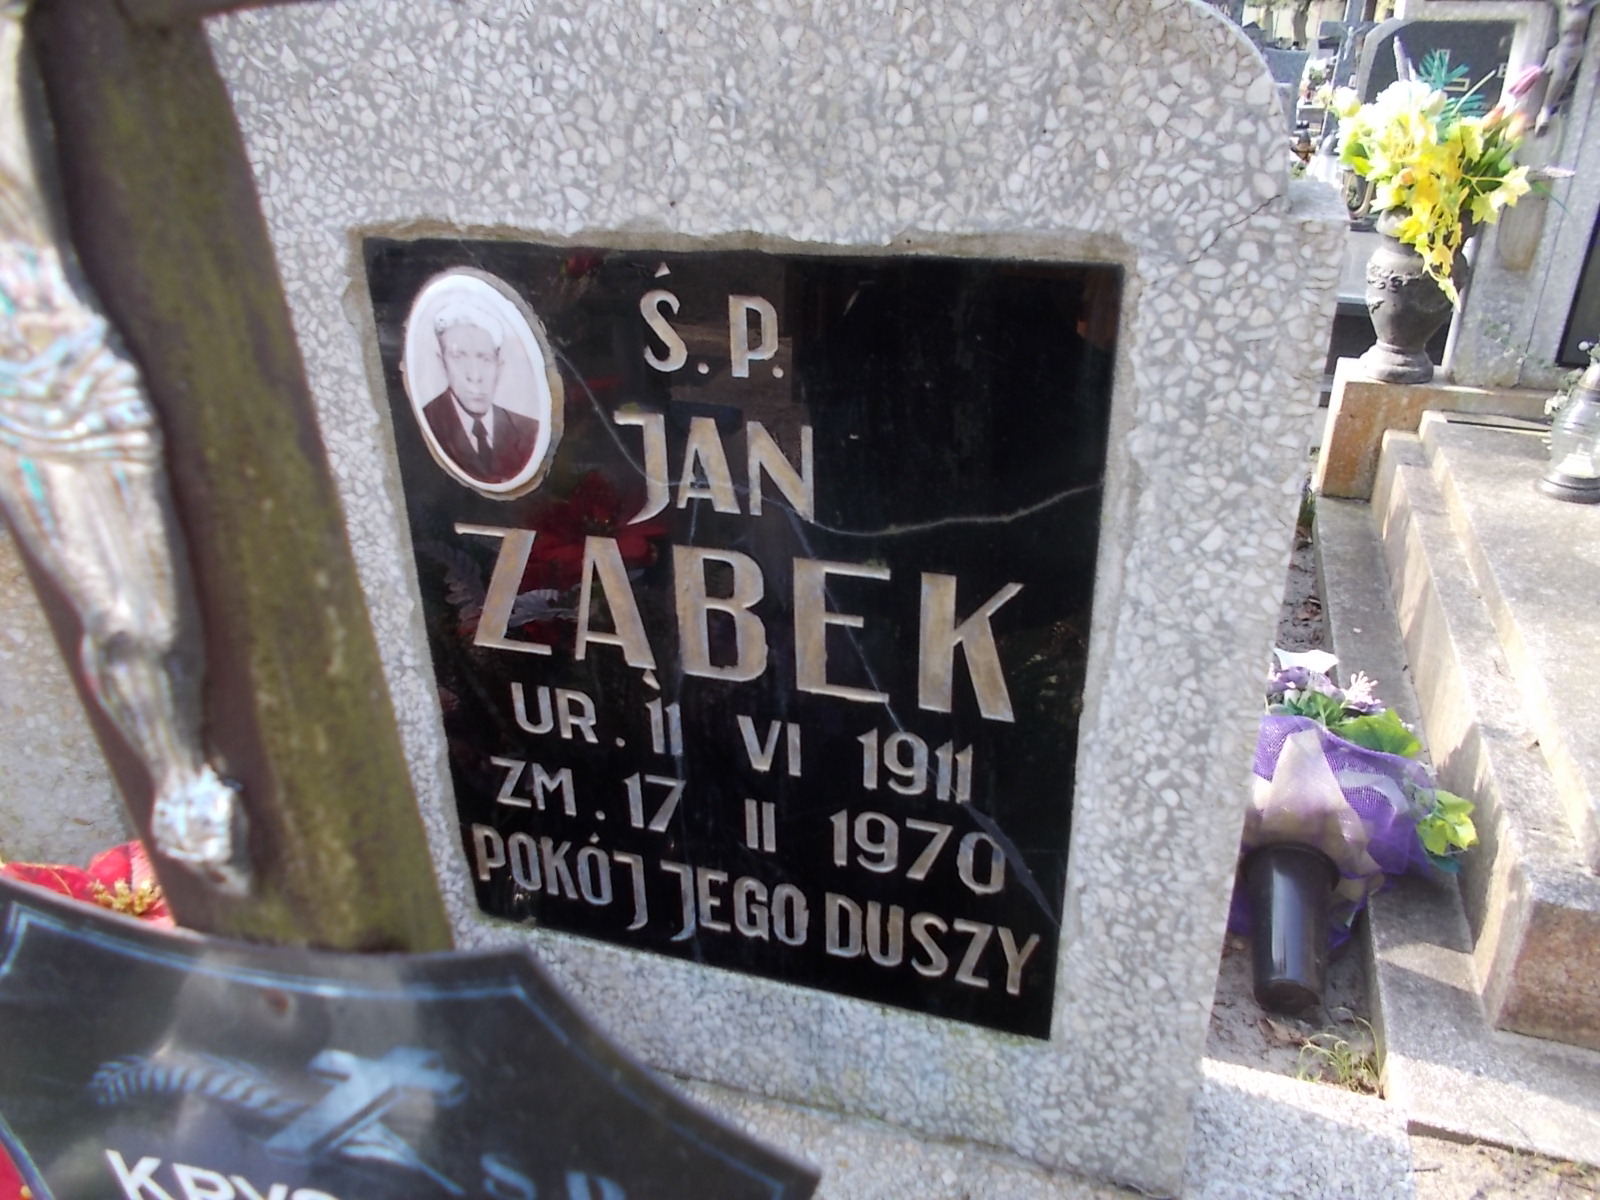 Ś.P.
JAN
ZĄBEK
UR. 11 VI 1911
ZM. 17 II 1970
POKÓJ JEGO DUSZY
Ś.P.